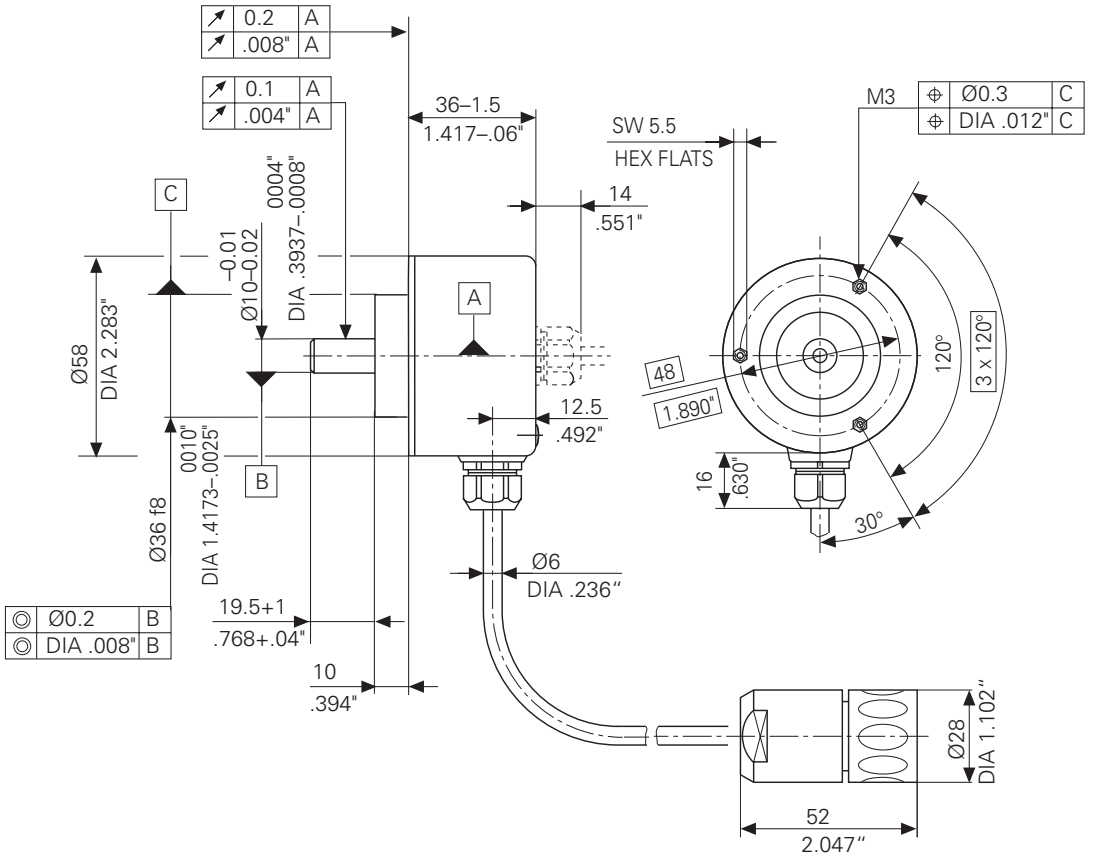 0.2 A
.008" A
0.1 A
.004" A
36–1.5
1.417–.06"
SW 5.5
HEX FLATS
M3
Ø0.3 C
DIA .012" C
14
.551"
C
–0.01
Ø10–0.02
0004"
DIA .3937–.0008"
A
Ø58
DIA 2.283"
48
1.890"
120°
3 x 120°
12.5
.492"
B
Ø36 f8
0010"
DIA 1.4173–.0025"
16
.630"
30°
Ø6
DIA .236“
Ø0.2 B
DIA .008" B
19.5+1
.768+.04"
10
.394"
Ø28
DIA 1.102“
52
2.047“